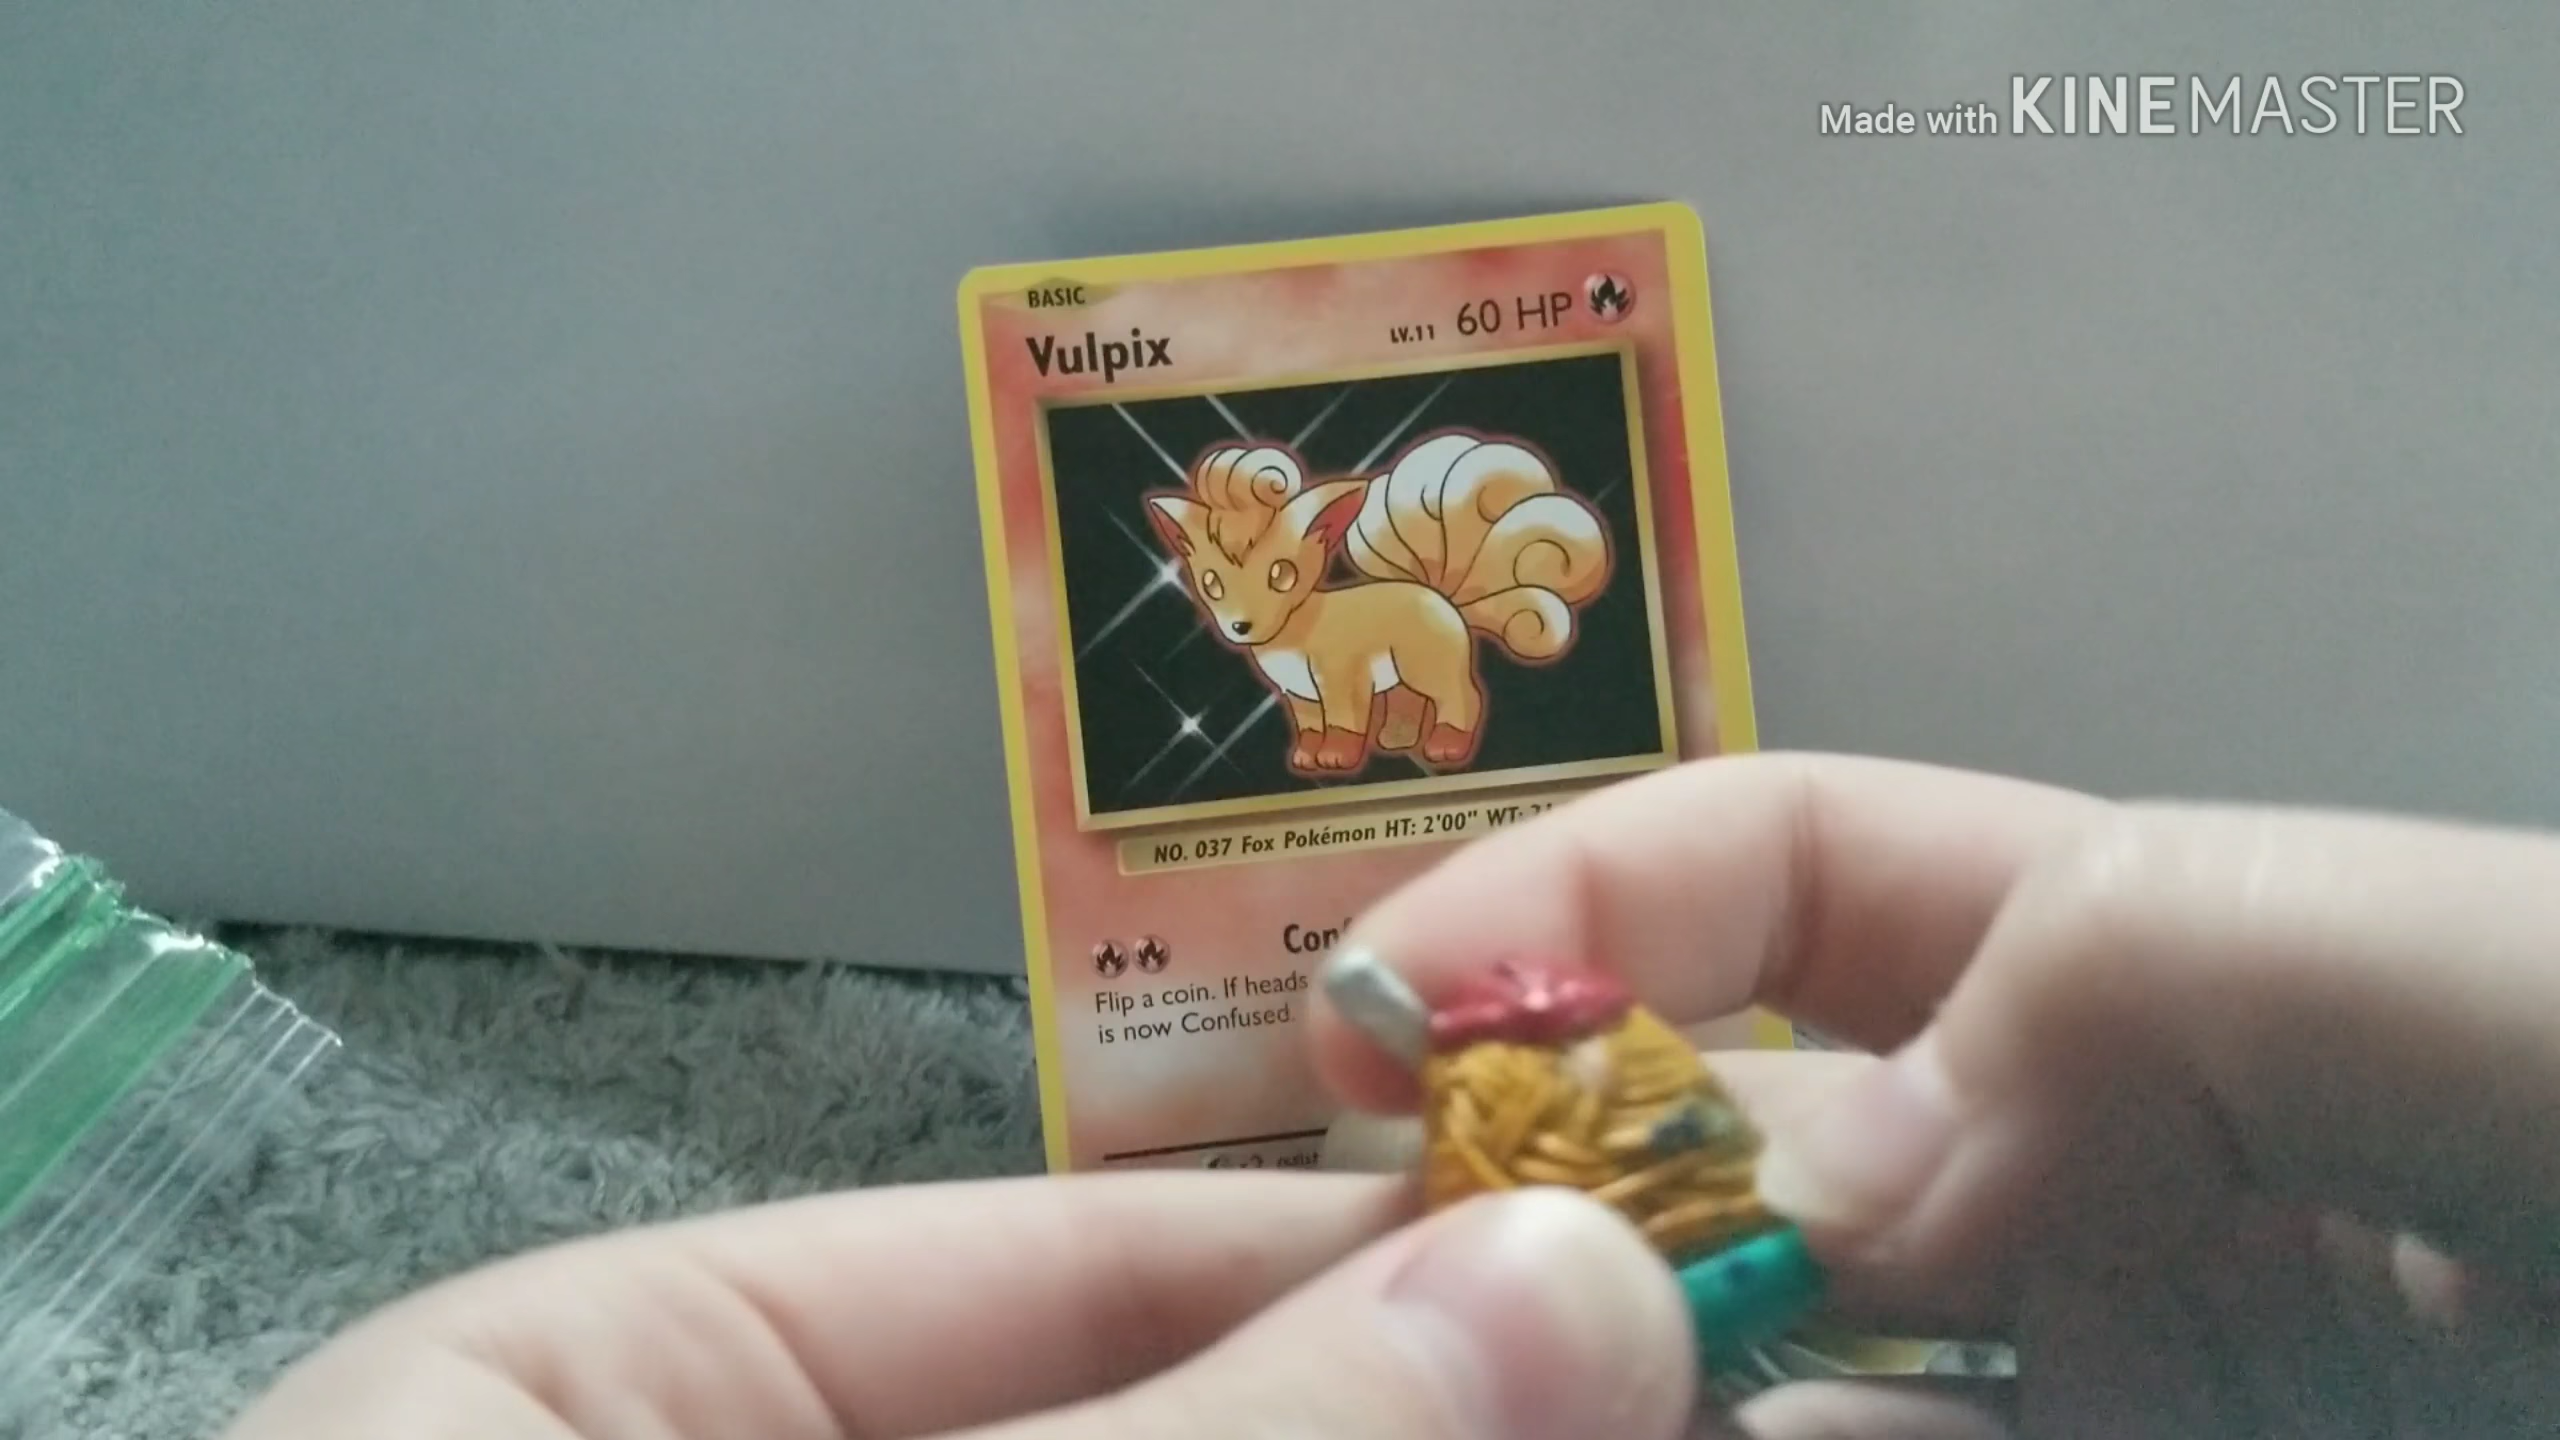 Made with KINEMASTER
BASIC
Vulpix LV.11 60 HP
NO. 037 Fox Pokémon HT: 2'00" WT:
Flip a coin. If heads
is now Confused.